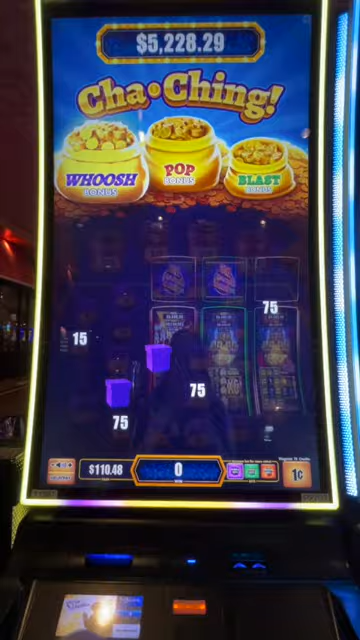 $5,228.29
Cha·Ching!
WHOOSH
BONUS
POP
BONUS
BLAST
BONUS
75
15
75
75
$110.48
0
1¢